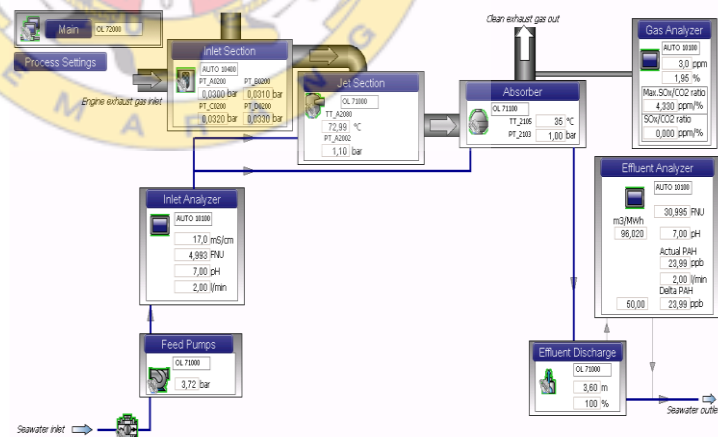 Main OL 72000
Process Settings
Clean exhaust gas out
Engine exhaust gas inlet
Inlet Section
AUTO 10400
PT_A0200 PT_B0200
0,0300 bar 0,0310 bar
PT_C0200 PT_D0200
0,0320 bar 0,0330 bar
Jet Section
OL 71000
TT_A2080
72,99 °C
PT_A2002
1,10 bar
Absorber
OL 71100
TT_2105 35 °C
PT_2103 1,00 bar
Gas Analyzer
AUTO 10100
3,0 ppm
1,95 %
Max.SOx/CO2 ratio
4,330 ppm/%
SOx/CO2 ratio
0,000 ppm/%
Inlet Analyzer
AUTO 10100
17,0 mS/cm
4,993 FNU
7,00 pH
2,00 l/min
Effluent Analyzer
AUTO 10100
30,995 FNU
m3/MWh
96,020 7,00 pH
Actual PAH
23,99 ppb
2,00 l/min
Delta PAH
50,00 23,99 ppb
Feed Pumps
OL 71000
3,72 bar
Effluent Discharge
OL 71000
3,60 m
100 %
Seawater inlet
Seawater outle
EMARANG